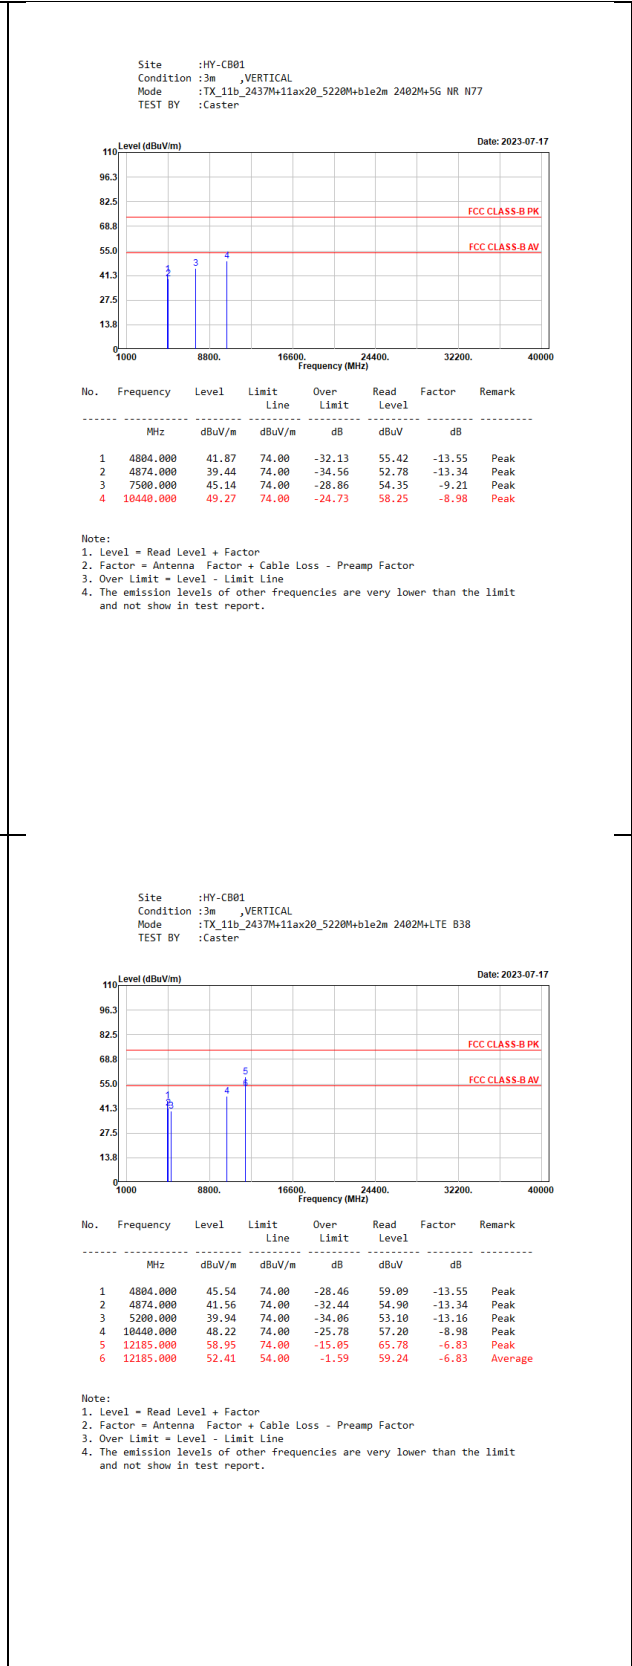 Site      :HY-CB01
Condition :3m    ,VERTICAL
Mode      :TX_11b_2437M+11ax20_5220M+ble2m 2402M+5G NR N77
TEST BY   :Caster
Level (dBuV/m)    Date: 2023-07-17
110
96.3
82.5
FCC CLASS-B PK
68.8
55.0    FCC CLASS-B AV
4
3
1
2
41.3
27.5
13.8
0
1000    8800.    16600.    24400.    32200.    40000
Frequency (MHz)
No.   Frequency    Level    Limit    Over    Read    Factor    Remark
Line    Limit    Level
------ ----------- -------- --------- --------- --------- -------- ---------
MHz    dBuV/m    dBuV/m    dB    dBuV    dB
1    4804.000    41.87    74.00    -32.13    55.42    -13.55    Peak
2    4874.000    39.44    74.00    -34.56    52.78    -13.34    Peak
3    7500.000    45.14    74.00    -28.86    54.35    -9.21    Peak
4    10440.000    49.27    74.00    -24.73    58.25    -8.98    Peak
Note:
1. Level = Read Level + Factor
2. Factor = Antenna  Factor + Cable Loss - Preamp Factor
3. Over Limit = Level - Limit Line
4. The emission levels of other frequencies are very lower than the limit
and not show in test report.
Site      :HY-CB01
Condition :3m    ,VERTICAL
Mode      :TX_11b_2437M+11ax20_5220M+ble2m 2402M+LTE B38
TEST BY   :Caster
Level (dBuV/m)    Date: 2023-07-17
110
96.3
82.5
FCC CLASS-B PK
68.8
5
55.0    6    FCC CLASS-B AV
4
1
2 3
41.3
27.5
13.8
0
1000    8800.    16600.    24400.    32200.    40000
Frequency (MHz)
No.   Frequency    Level    Limit    Over    Read    Factor    Remark
Line    Limit    Level
------ ----------- -------- --------- --------- --------- -------- ---------
MHz    dBuV/m    dBuV/m    dB    dBuV    dB
1    4804.000    45.54    74.00    -28.46    59.09    -13.55    Peak
2    4874.000    41.56    74.00    -32.44    54.90    -13.34    Peak
3    5200.000    39.94    74.00    -34.06    53.10    -13.16    Peak
4    10440.000    48.22    74.00    -25.78    57.20    -8.98    Peak
5    12185.000    58.95    74.00    -15.05    65.78    -6.83    Peak
6    12185.000    52.41    54.00    -1.59    59.24    -6.83    Average
Note:
1. Level = Read Level + Factor
2. Factor = Antenna  Factor + Cable Loss - Preamp Factor
3. Over Limit = Level - Limit Line
4. The emission levels of other frequencies are very lower than the limit
and not show in test report.